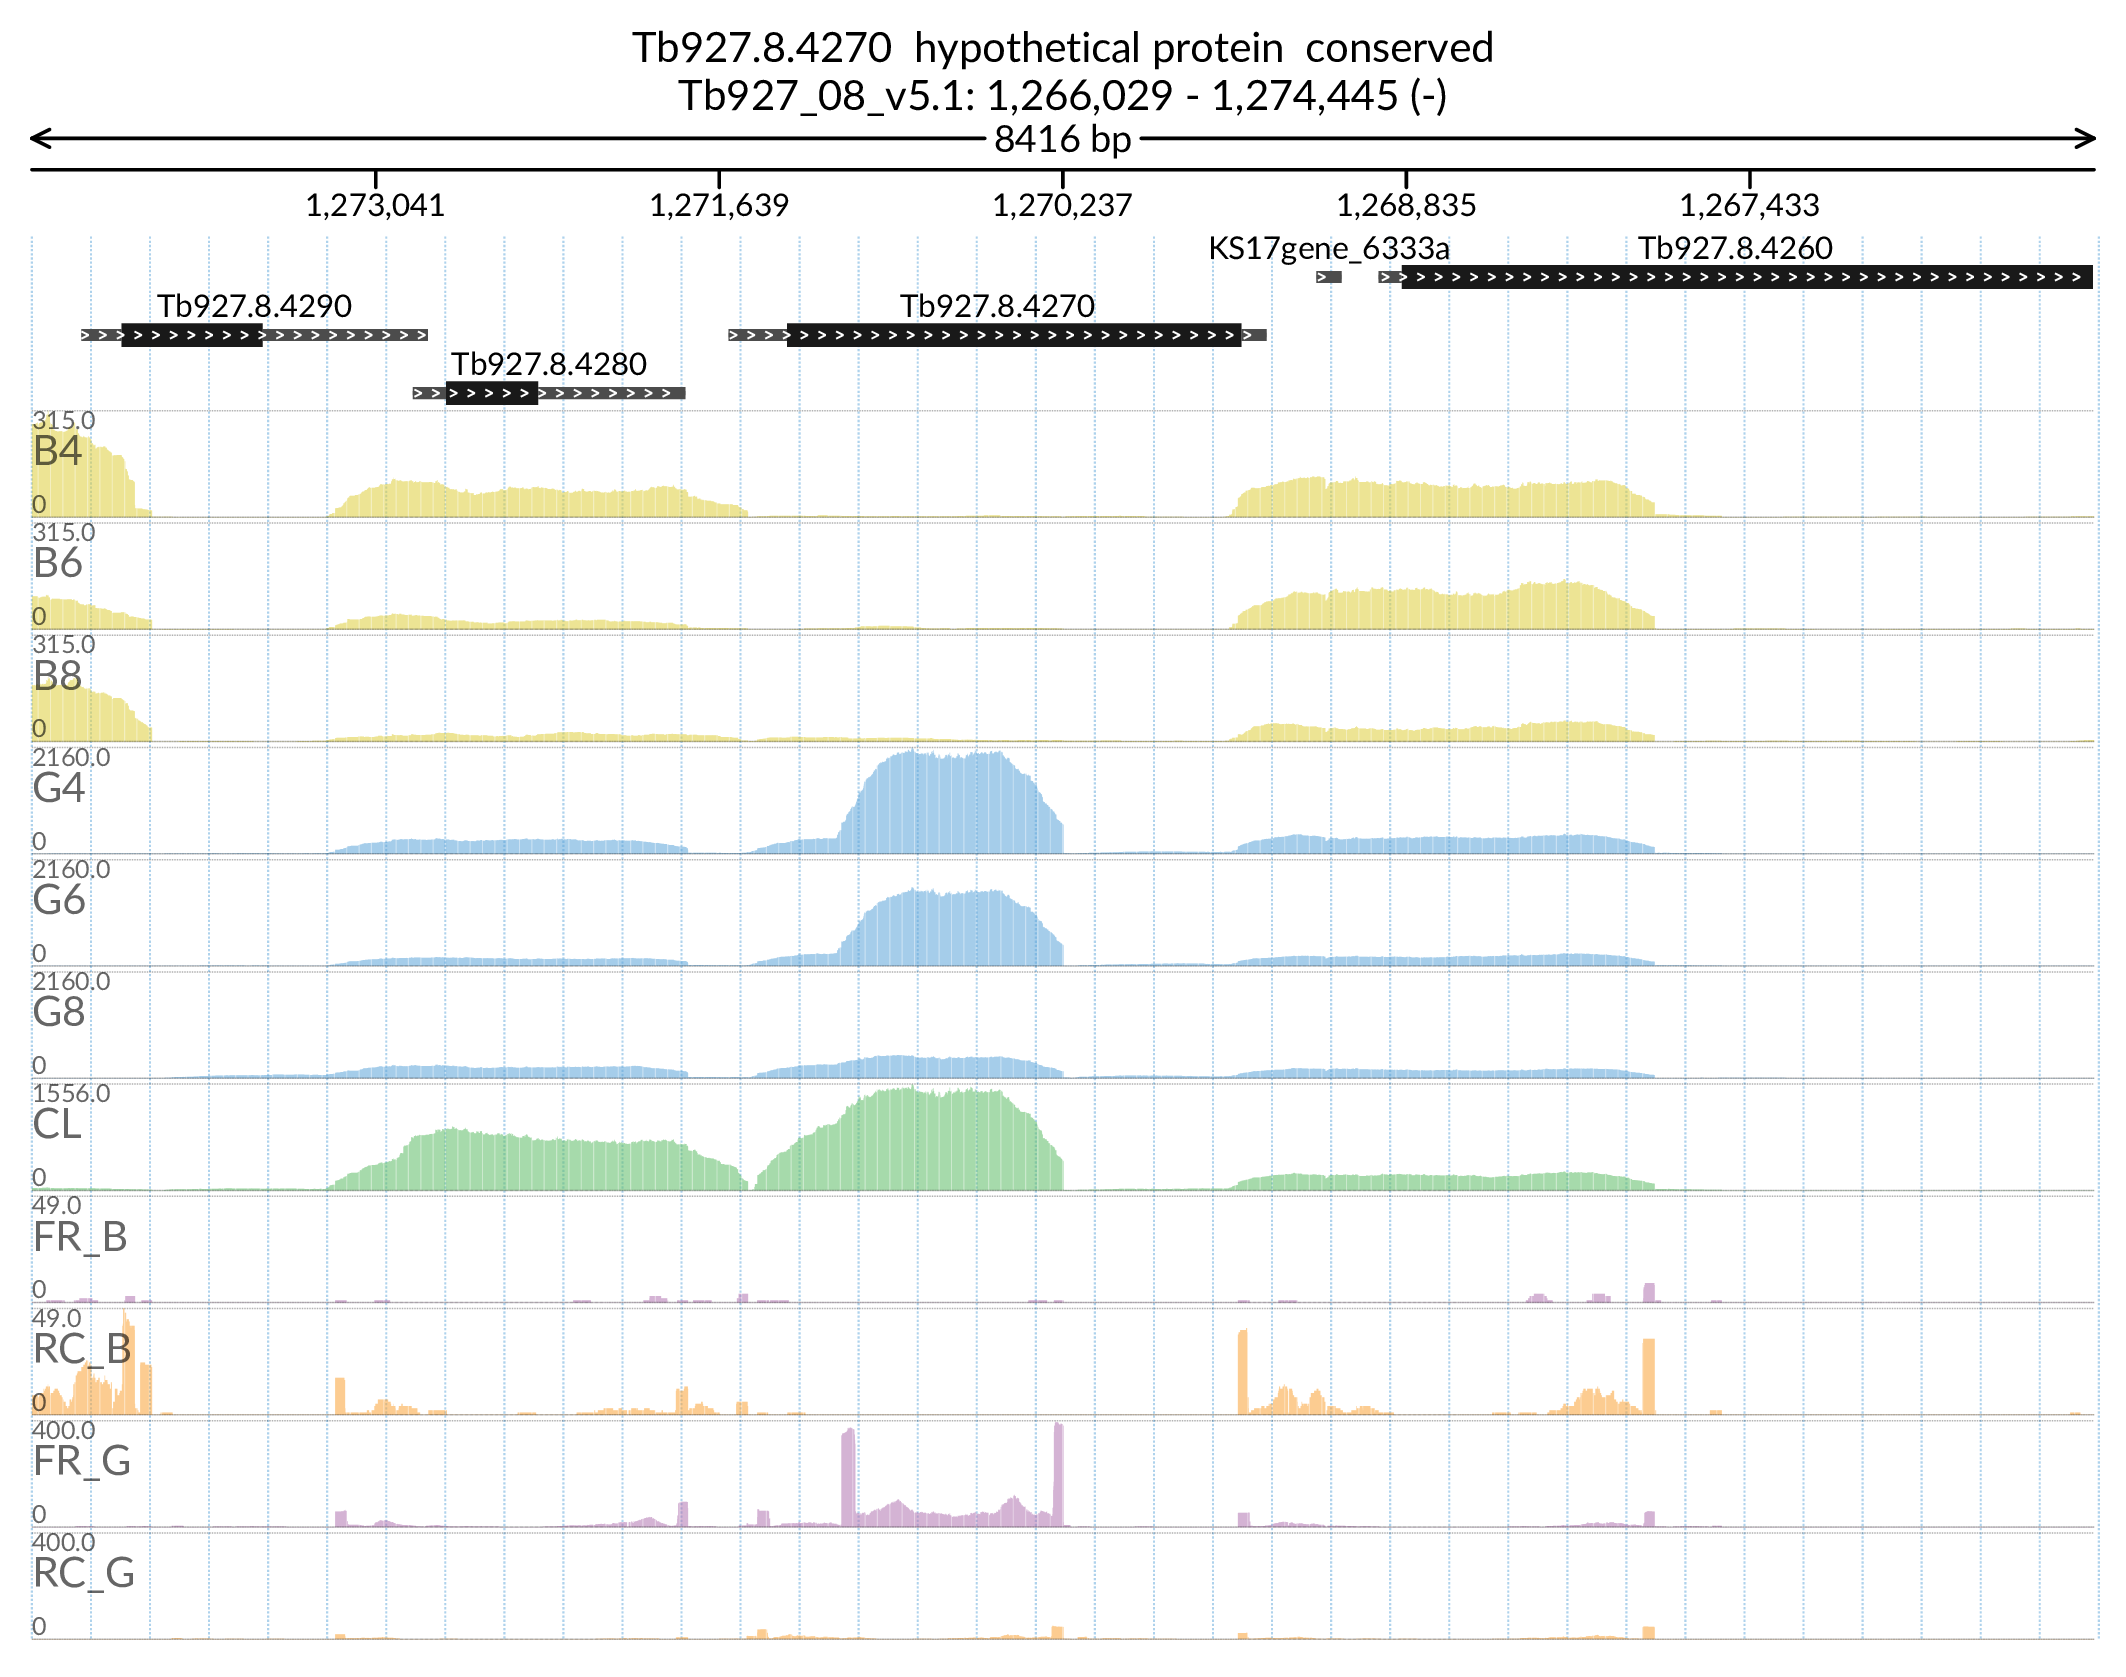 Tb927.8.4270 hypothetical protein conserved
Tb927_08_v5.1: 1,266,029 - 1,274,445 (-)
8416 bp
1,273,041 1,271,639 1,270,237 1,268,835 1,267,433
KS17gene_6333a Tb927.8.4260
Tb927.8.4290 Tb927.8.4270
Tb927.8.4280
315.0
B4
0
315.0
B6
0
315.0
B8
0
2160.0
G4
0
2160.0
G6
0
2160.0
G8
0
1556.0
CL
0
49.0
FR_B
0
49.0
RC_B
0
400.0
FR_G
0
400.0
RC_G
0